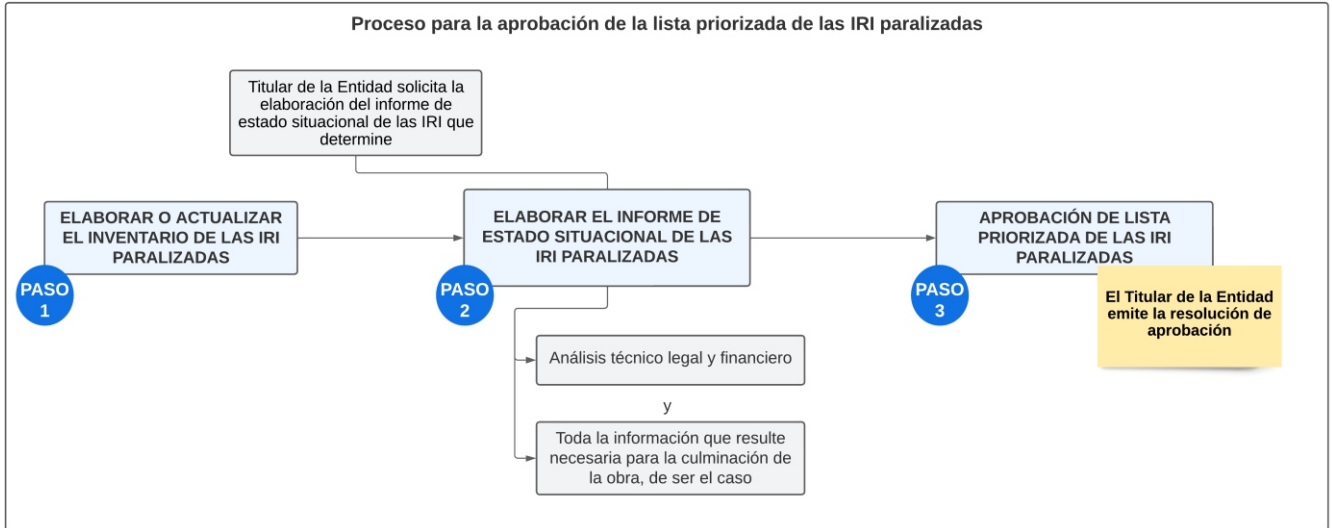 Proceso para la aprobación de la lista priorizada de las IRI paralizadas
Titular de la Entidad solicita la
elaboración del informe de
estado situacional de las IRI que
determine
ELABORAR O ACTUALIZAR
EL INVENTARIO DE LAS IRI
PARALIZADAS
PASO
1
ELABORAR EL INFORME DE
ESTADO SITUACIONAL DE LAS
IRI PARALIZADAS
PASO
2
Análisis técnico legal y financiero
y
Toda la información que resulte
necesaria para la culminación de
la obra, de ser el caso
APROBACIÓN DE LISTA
PRIORIZADA DE LAS IRI
PARALIZADAS
PASO
3
El Titular de la Entidad
emite la resolución de
aprobación